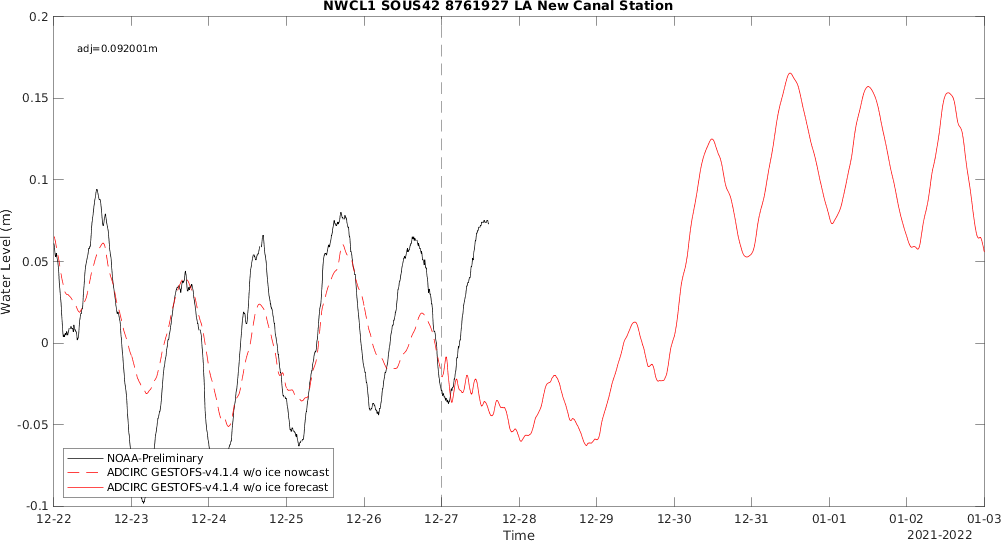 NWCL1 SOUS42 8761927 LA New Canal Station
0.2
adj=0.092001m
0.15
0.1
0.05
Water Level (m)
0
-0.05
NOAA-Preliminary
ADCIRC GESTOFS-v4.1.4 w/o ice nowcast
ADCIRC GESTOFS-v4.1.4 w/o ice forecast
-0.1
12-22 12-23 12-24 12-25 12-26 12-27 12-28 12-29 12-30 12-31 01-01 01-02 01-03
Time
2021-2022